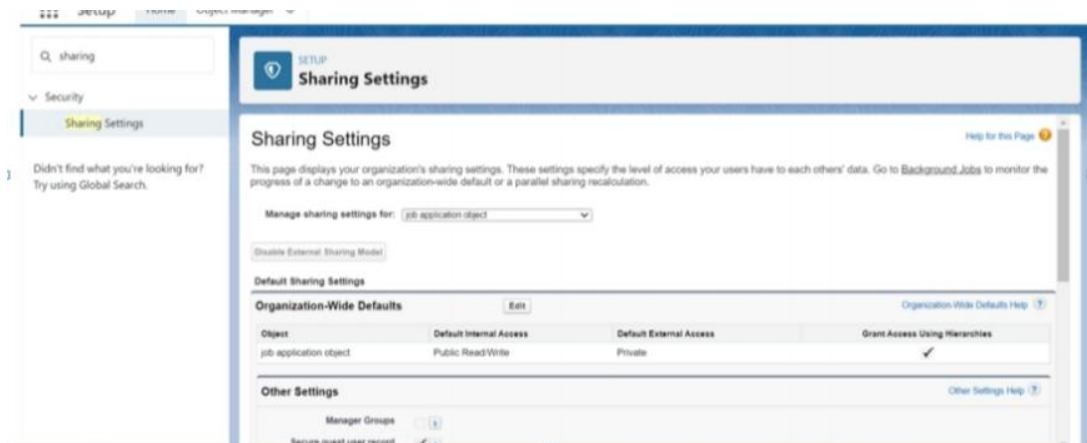 Setup Home Object Manager
sharing
Security
Sharing Settings
Didn't find what you're looking for?
Try using Global Search.
SETUP
Sharing Settings
Sharing Settings
Help for this Page
This page displays your organization's sharing settings. These settings specify the level of access your users have to each others' data. Go to Background Jobs to monitor the
progress of a change to an organization-wide default or a parallel sharing recalculation.
Manage sharing settings for: job application object
Disable External Sharing Model
Default Sharing Settings
Organization-Wide Defaults Edit Organization-Wide Defaults Help ?
Object Default Internal Access Default External Access Grant Access Using Hierarchies
job application object Public Read/Write Private ✓
Other Settings Other Settings Help ?
Manager Groups i
Secure guest user record